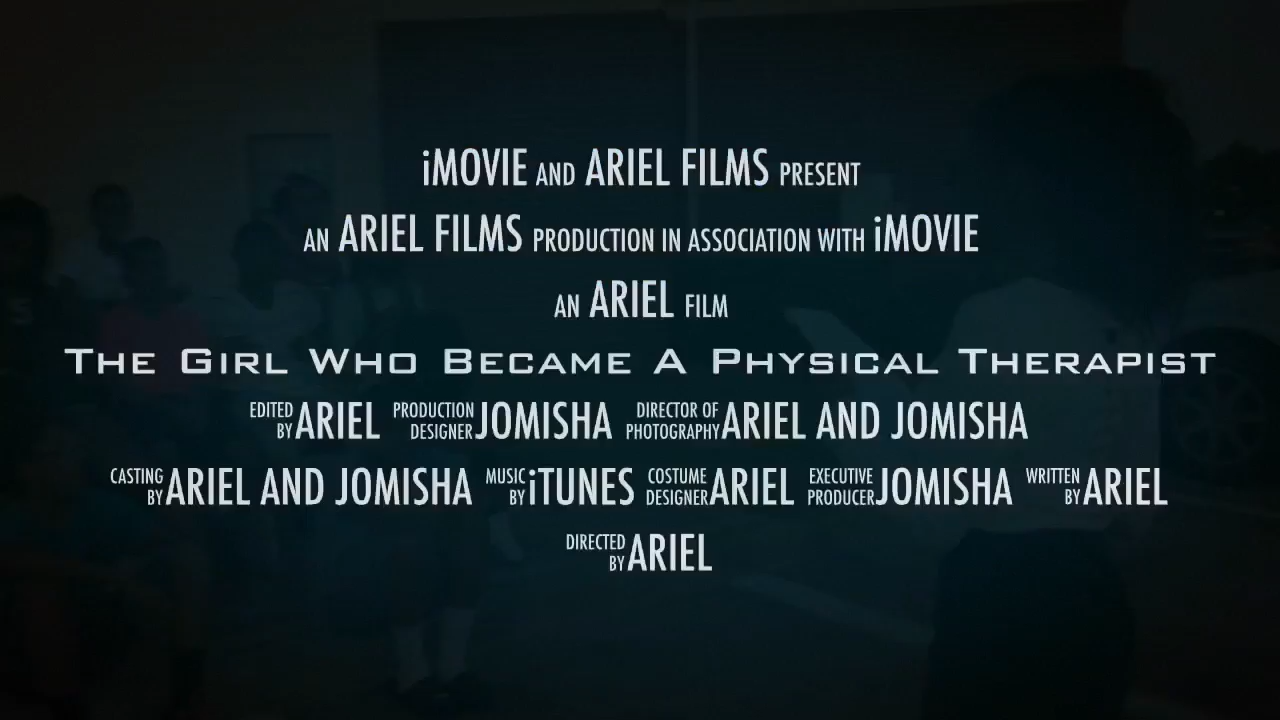 iMOVIE AND ARIEL FILMS PRESENT
AN ARIEL FILMS PRODUCTION IN ASSOCIATION WITH iMOVIE
AN ARIEL FILM
THE GIRL WHO BECAME A PHYSICAL THERAPIST
EDITED BY ARIEL PRODUCTION DESIGNER JOMISHA DIRECTOR OF PHOTOGRAPHY ARIEL AND JOMISHA
CASTING BY ARIEL AND JOMISHA MUSIC BY iTUNES COSTUME DESIGNER ARIEL EXECUTIVE PRODUCER JOMISHA WRITTEN BY ARIEL
DIRECTED BY ARIEL